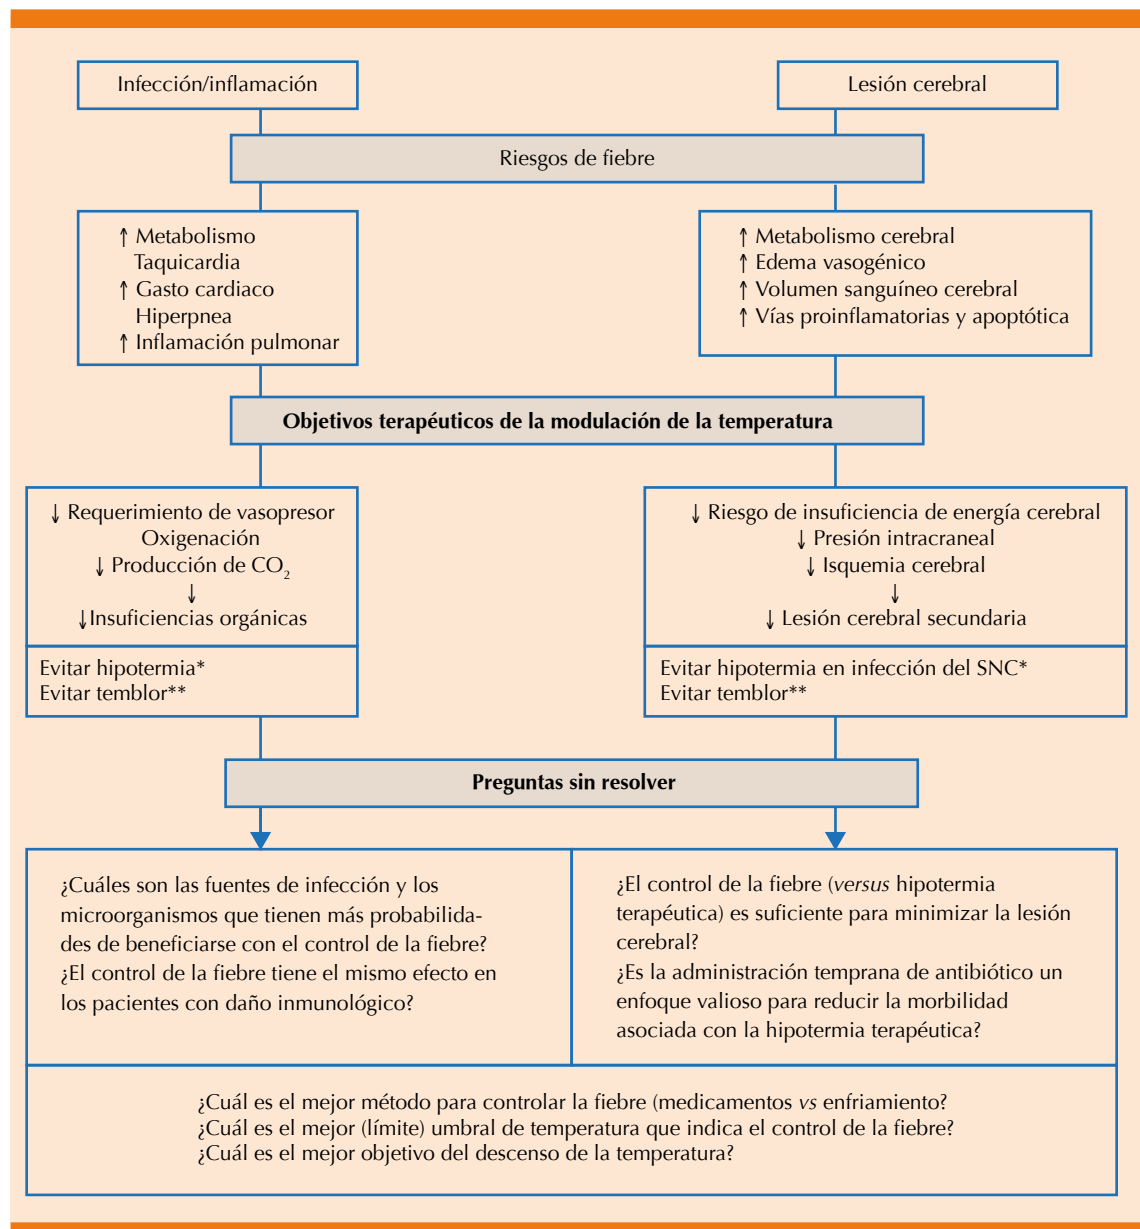 Infección/inflamación
Lesión cerebral
Riesgos de fiebre
↑ Metabolismo
Taquicardia
↑ Gasto cardiaco
Hiperpnea
↑ Inflamación pulmonar
↑ Metabolismo cerebral
↑ Edema vasogénico
↑ Volumen sanguíneo cerebral
↑ Vías proinflamatorias y apoptótica
Objetivos terapéuticos de la modulación de la temperatura
↓ Requerimiento de vasopresor
Oxigenación
↓ Producción de CO₂
↓
↓Insuficiencias orgánicas
Evitar hipotermia*
Evitar temblor**
↓ Riesgo de insuficiencia de energía cerebral
↓ Presión intracraneal
↓ Isquemia cerebral
↓
↓ Lesión cerebral secundaria
Evitar hipotermia en infección del SNC*
Evitar temblor**
Preguntas sin resolver
¿Cuáles son las fuentes de infección y los
microorganismos que tienen más probabilida-
des de beneficiarse con el control de la fiebre?
¿El control de la fiebre tiene el mismo efecto en
los pacientes con daño inmunológico?
¿El control de la fiebre (versus hipotermia
terapéutica) es suficiente para minimizar la lesión
cerebral?
¿Es la administración temprana de antibiótico un
enfoque valioso para reducir la morbilidad
asociada con la hipotermia terapéutica?
¿Cuál es el mejor método para controlar la fiebre (medicamentos vs enfriamiento?
¿Cuál es el mejor (límite) umbral de temperatura que indica el control de la fiebre?
¿Cuál es el mejor objetivo del descenso de la temperatura?